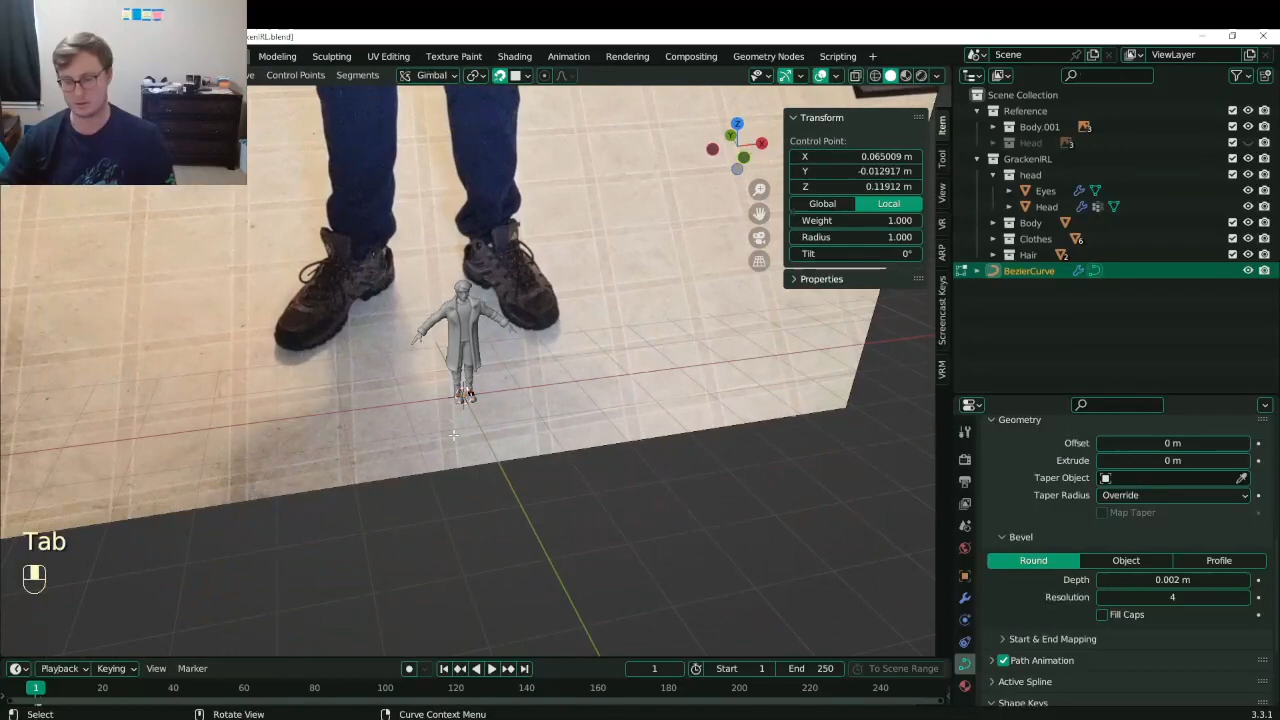 ckenIRL.blend]
Modeling Sculpting UV Editing Texture Paint Shading Animation Rendering Compositing Geometry Nodes Scripting +
Scene ViewLayer
Control Points Segments Gimbal
Scene Collection
Reference
Body.001 3
Head 3
GrackenIRL
head
Eyes
Head
Body
Clothes 6
Hair 2
BezierCurve
Transform
Control Point:
X 0.065009 m
Y -0.012917 m
Z 0.11912 m
Global Local
Weight 1.000
Radius 1.000
Tilt 0°
Properties
Item
Tool
View
VR
ARP
Screencast Keys
VRM
Z
Y
X
Geometry
Offset 0 m
Extrude 0 m
Taper Object
Taper Radius Override
Map Taper
Bevel
Round Object Profile
Depth 0.002 m
Resolution 4
Fill Caps
Start & End Mapping
Path Animation
Active Spline
Shape Keys
Tab
Playback Keying View Marker 1 Start 1 End 250 To Scene Range
1 20 40 60 80 100 120 140 160 180 200 220 240
Select Rotate View Curve Context Menu 3.3.1